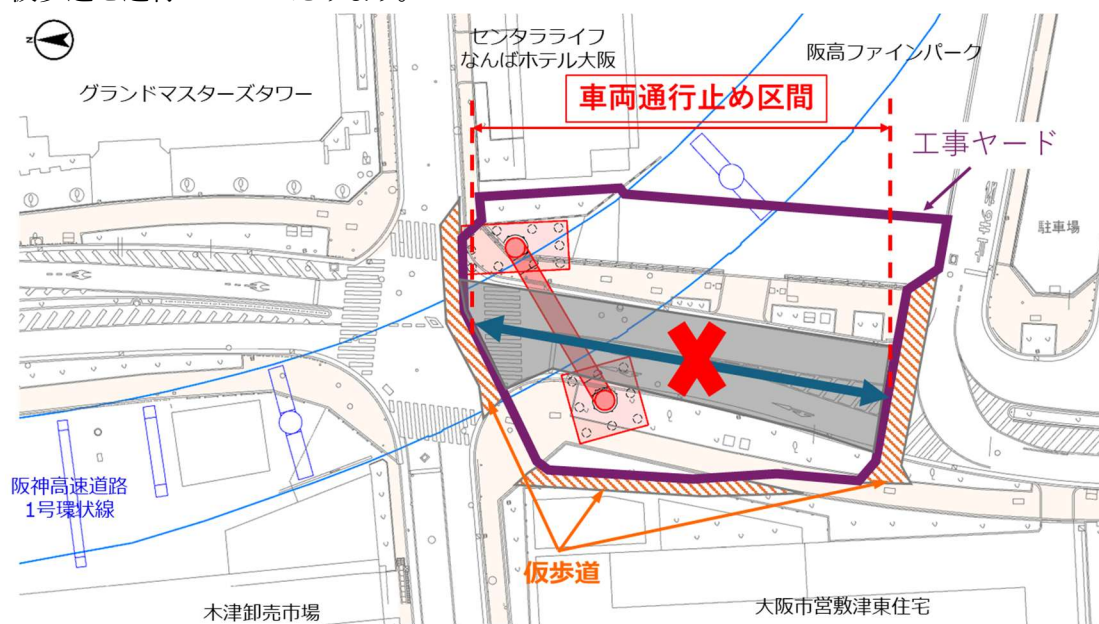 N
センタラライフ
なんばホテル大阪
阪高ファインパーク
グランドマスターズタワー
車両通行止め区間
工事ヤード
駐車場
阪神高速道路
1号環状線
仮歩道
木津卸売市場
大阪市営敷津東住宅